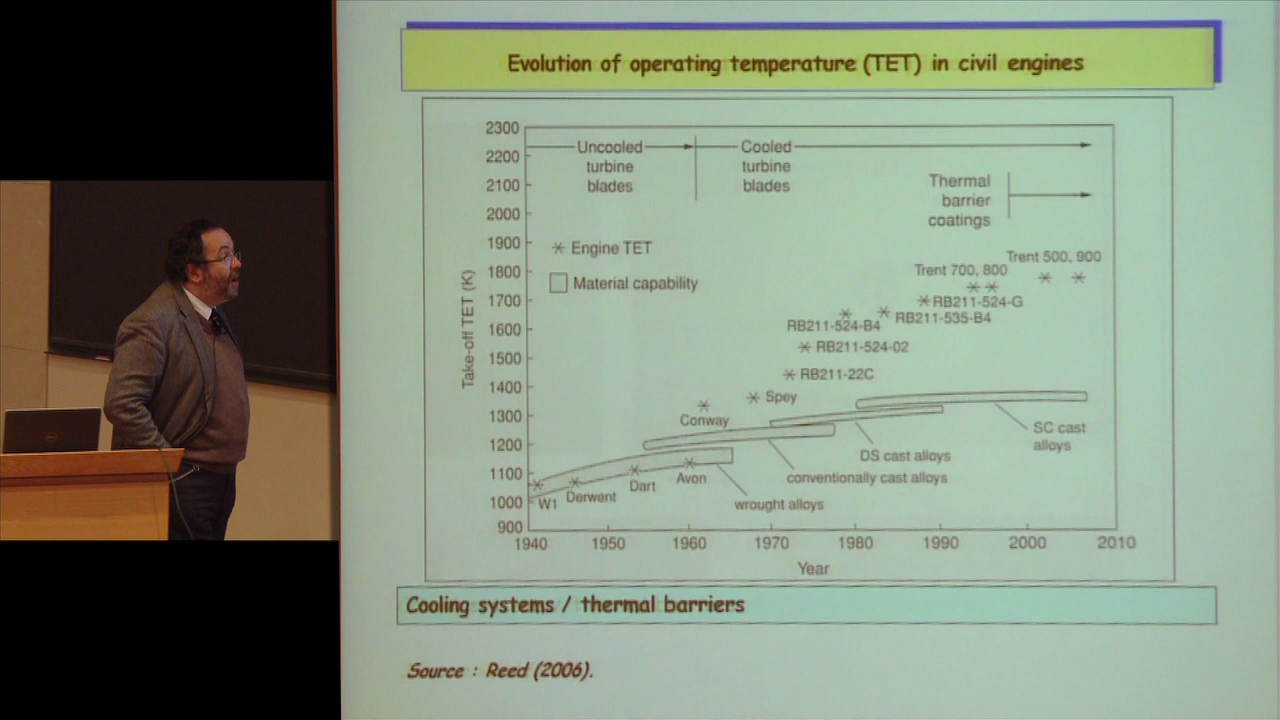 Evolution of operating temperature (TET) in civil engines
2300
2200
2100
2000
1900
1800
1700
1600
1500
1400
1300
1200
1100
1000
900
Take-off TET (K)
Uncooled
turbine
blades
Cooled
turbine
blades
Thermal
barrier
coatings
Engine TET
Material capability
Trent 500, 900
Trent 700, 800
RB211-524-G
RB211-535-B4
RB211-524-B4
RB211-524-02
RB211-22C
Spey
Conway
SC cast
alloys
DS cast alloys
conventionally cast alloys
wrought alloys
Avon
Dart
Derwent
W1
1940
1950
1960
1970
1980
1990
2000
2010
Year
Cooling systems / thermal barriers
Source : Reed (2006).